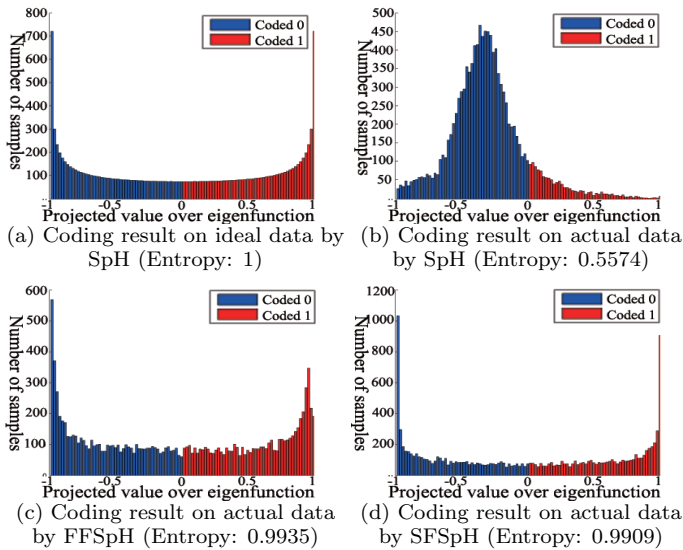 Number of samples
800
700
600
500
400
300
200
100
Coded 0
Coded 1
-1 -0.5 0 0.5 1
Projected value over eigenfunction
(a) Coding result on ideal data by
SpH (Entropy: 1)
Number of samples
500
450
400
350
300
250
200
150
100
50
Coded 0
Coded 1
-1 -0.5 0 0.5 1
Projected value over eigenfunction
(b) Coding result on actual data
by SpH (Entropy: 0.5574)
Number of samples
600
500
400
300
200
100
Coded 0
Coded 1
-1 -0.5 0 0.5 1
Projected value over eigenfunction
(c) Coding result on actual data
by FFSpH (Entropy: 0.9935)
Number of samples
1200
1000
800
600
400
200
Coded 0
Coded 1
-1 -0.5 0 0.5 1
Projected value over eigenfunction
(d) Coding result on actual data
by SFSpH (Entropy: 0.9909)